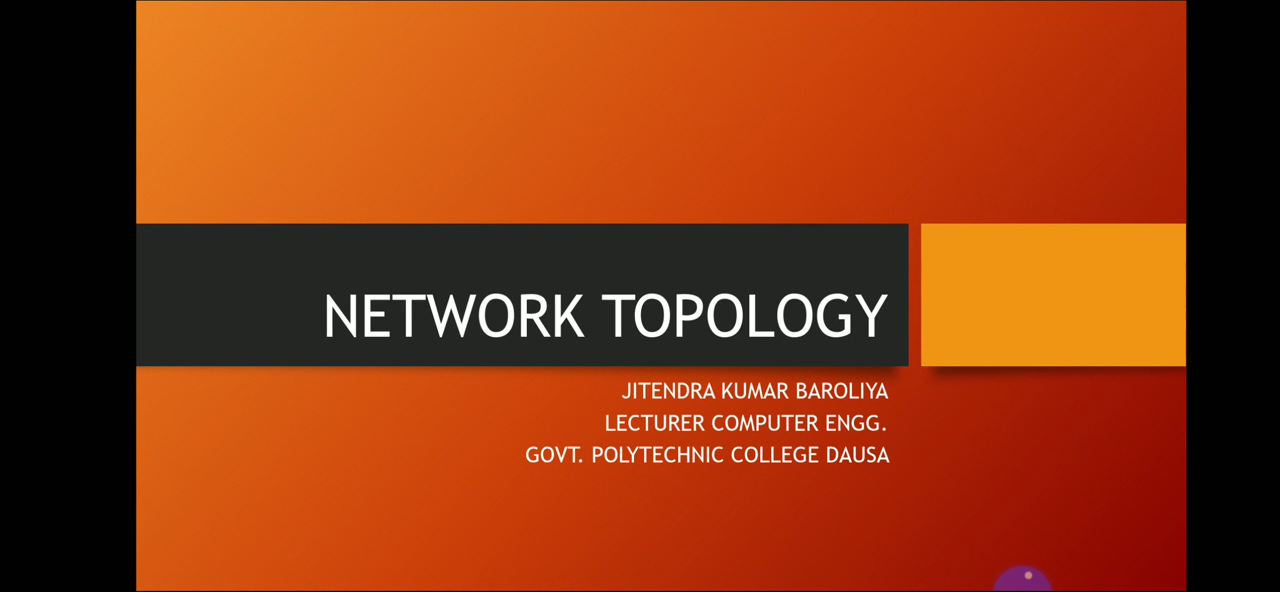 NETWORK TOPOLOGY
JITENDRA KUMAR BAROLIYA
LECTURER COMPUTER ENGG.
GOVT. POLYTECHNIC COLLEGE DAUSA